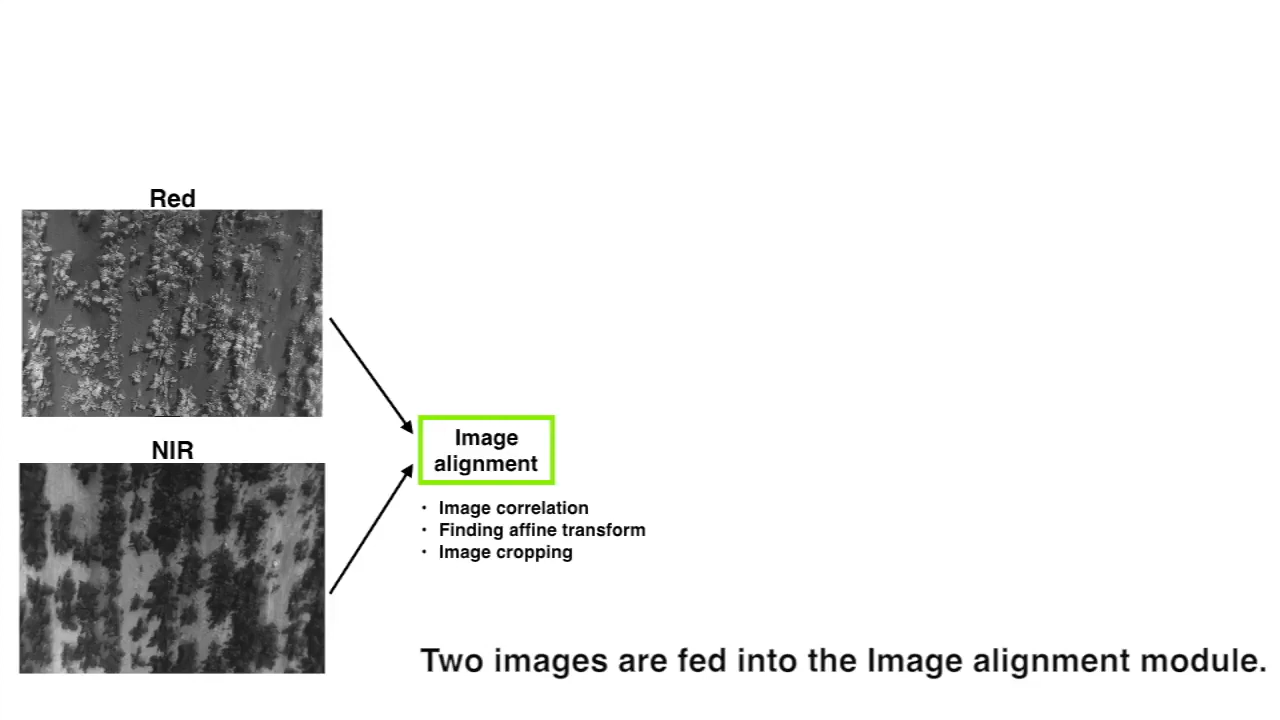 Red
NIR
Image
alignment
· Image correlation
· Finding affine transform
· Image cropping
Two images are fed into the Image alignment module.